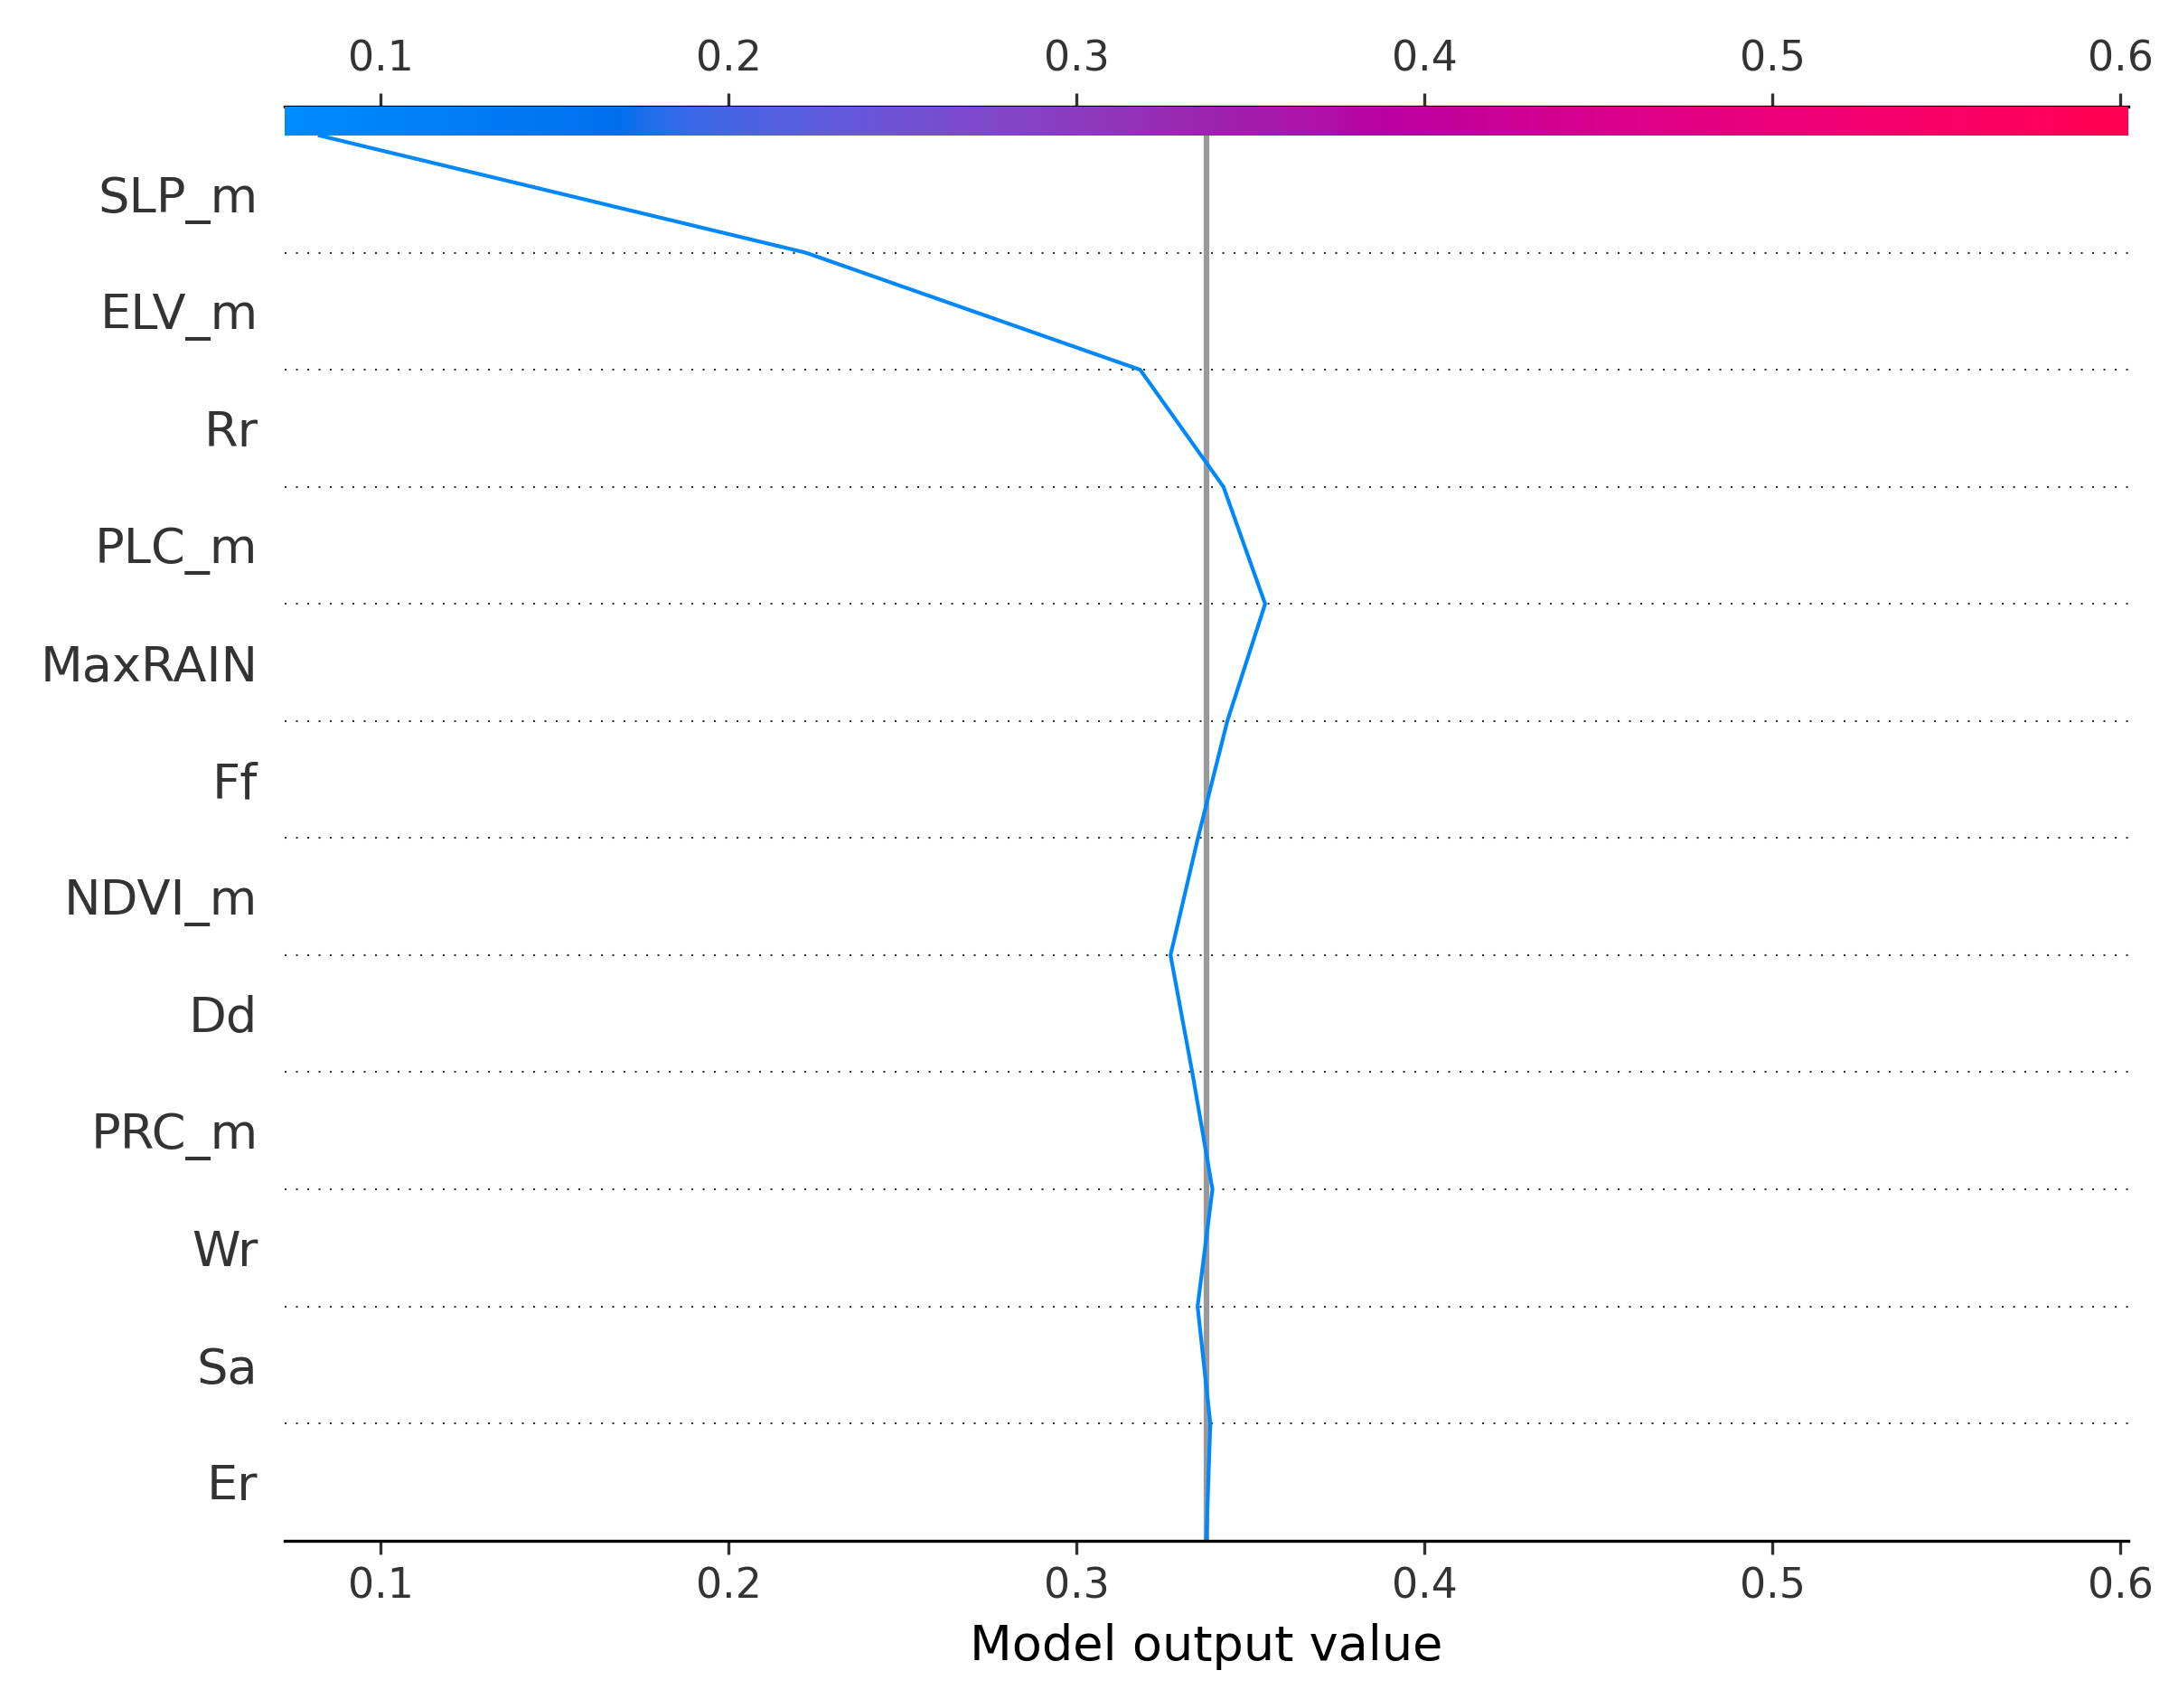 0.1 0.2 0.3 0.4 0.5 0.6
SLP_m
ELV_m
Rr
PLC_m
MaxRAIN
Ff
NDVI_m
Dd
PRC_m
Wr
Sa
Er
0.1 0.2 0.3 0.4 0.5 0.6
Model output value